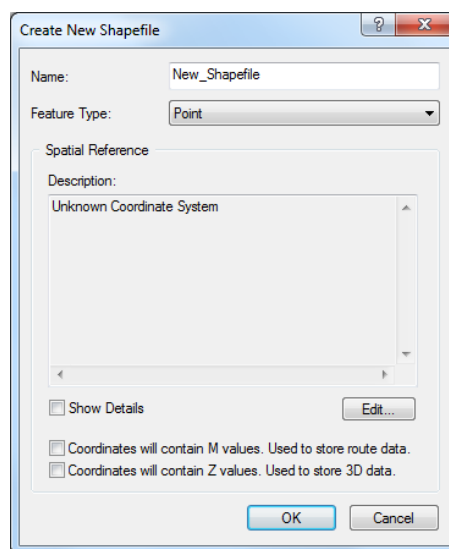 Create New Shapefile
Name:
New_Shapefile
Feature Type:
Point
Spatial Reference
Description:
Unknown Coordinate System
Show Details
Edit...
Coordinates will contain M values. Used to store route data.
Coordinates will contain Z values. Used to store 3D data.
OK
Cancel